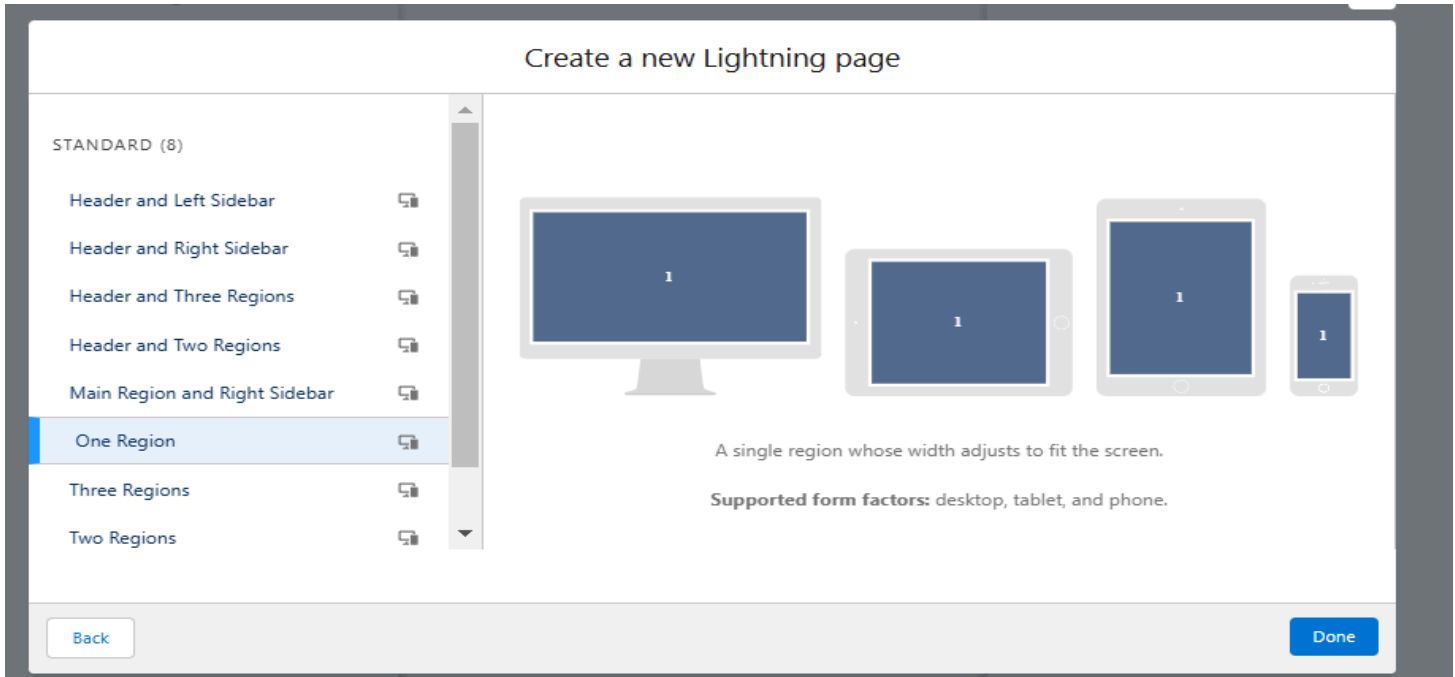 Create a new Lightning page
STANDARD (8)
Header and Left Sidebar
Header and Right Sidebar
Header and Three Regions
Header and Two Regions
Main Region and Right Sidebar
One Region
Three Regions
Two Regions
1
1
1
1
A single region whose width adjusts to fit the screen.
Supported form factors: desktop, tablet, and phone.
Back
Done